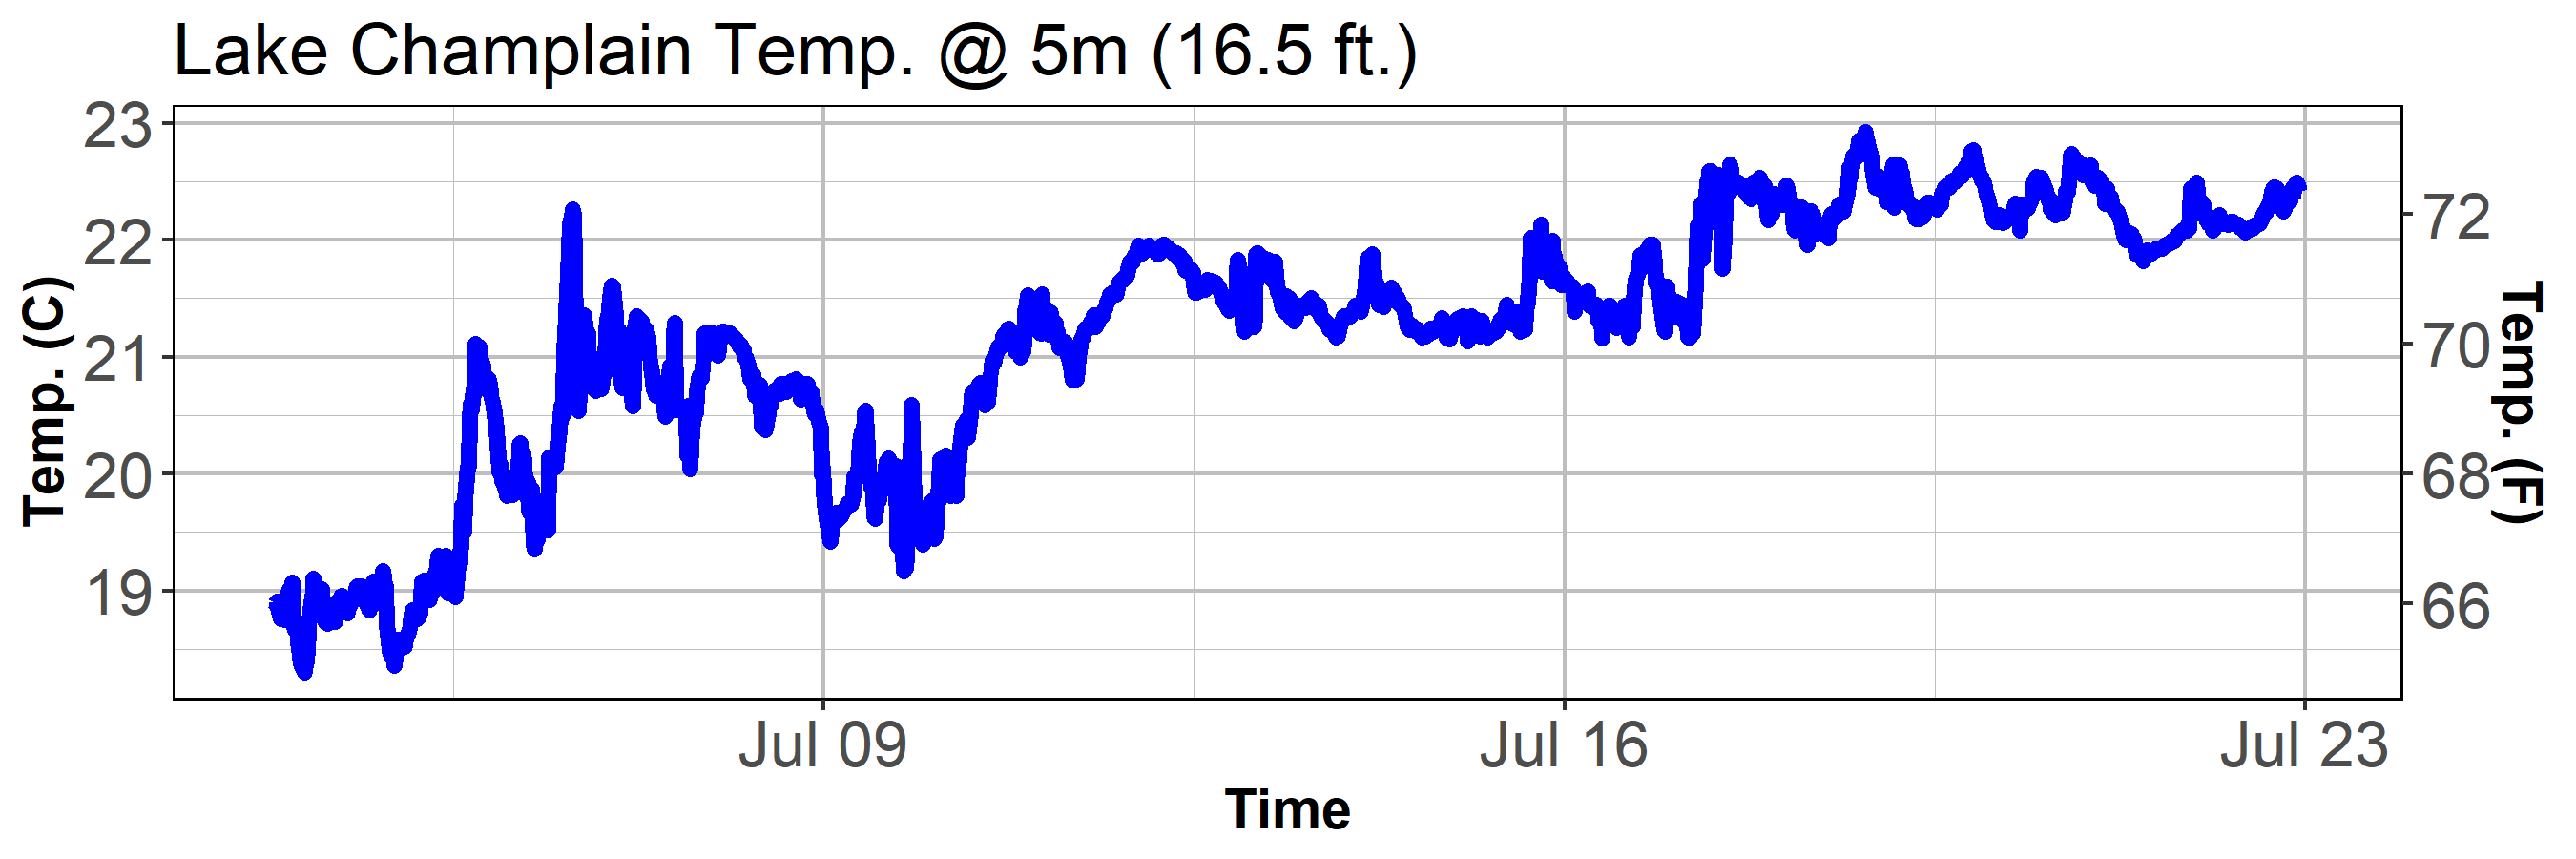 Lake Champlain Temp. @ 5m (16.5 ft.)
Temp. (C)
23
22
21
20
19
72
70
68
66
Temp. (F)
Jul 09 Jul 16 Jul 23
Time